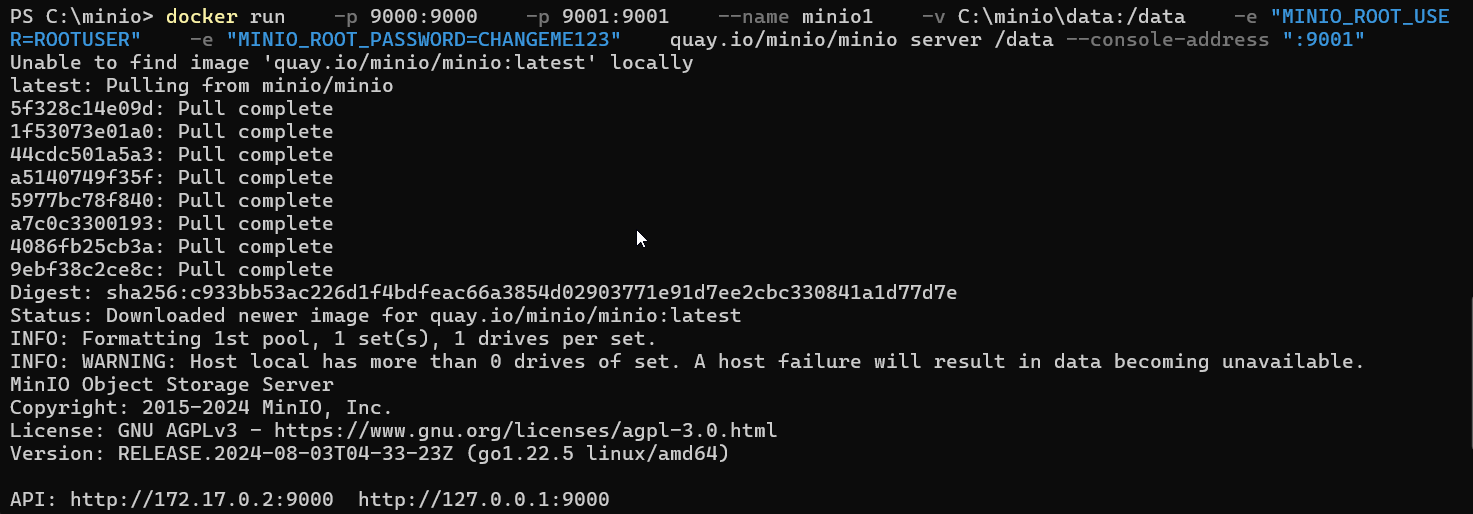 PS C:\minio> docker run    -p 9000:9000    -p 9001:9001    --name minio1    -v C:\minio\data:/data    -e "MINIO_ROOT_USE
R=ROOTUSER"    -e "MINIO_ROOT_PASSWORD=CHANGEME123"    quay.io/minio/minio server /data --console-address ":9001"
Unable to find image 'quay.io/minio/minio:latest' locally
latest: Pulling from minio/minio
5f328c14e09d: Pull complete
1f53073e01a0: Pull complete
44cdc501a5a3: Pull complete
a5140749f35f: Pull complete
5977bc78f840: Pull complete
a7c0c3300193: Pull complete
4086fb25cb3a: Pull complete
9ebf38c2ce8c: Pull complete
Digest: sha256:c933bb53ac226d1f4bdfeac66a3854d02903771e91d7ee2cbc330841a1d77d7e
Status: Downloaded newer image for quay.io/minio/minio:latest
INFO: Formatting 1st pool, 1 set(s), 1 drives per set.
INFO: WARNING: Host local has more than 0 drives of set. A host failure will result in data becoming unavailable.
MinIO Object Storage Server
Copyright: 2015-2024 MinIO, Inc.
License: GNU AGPLv3 - https://www.gnu.org/licenses/agpl-3.0.html
Version: RELEASE.2024-08-03T04-33-23Z (go1.22.5 linux/amd64)
API: http://172.17.0.2:9000  http://127.0.0.1:9000